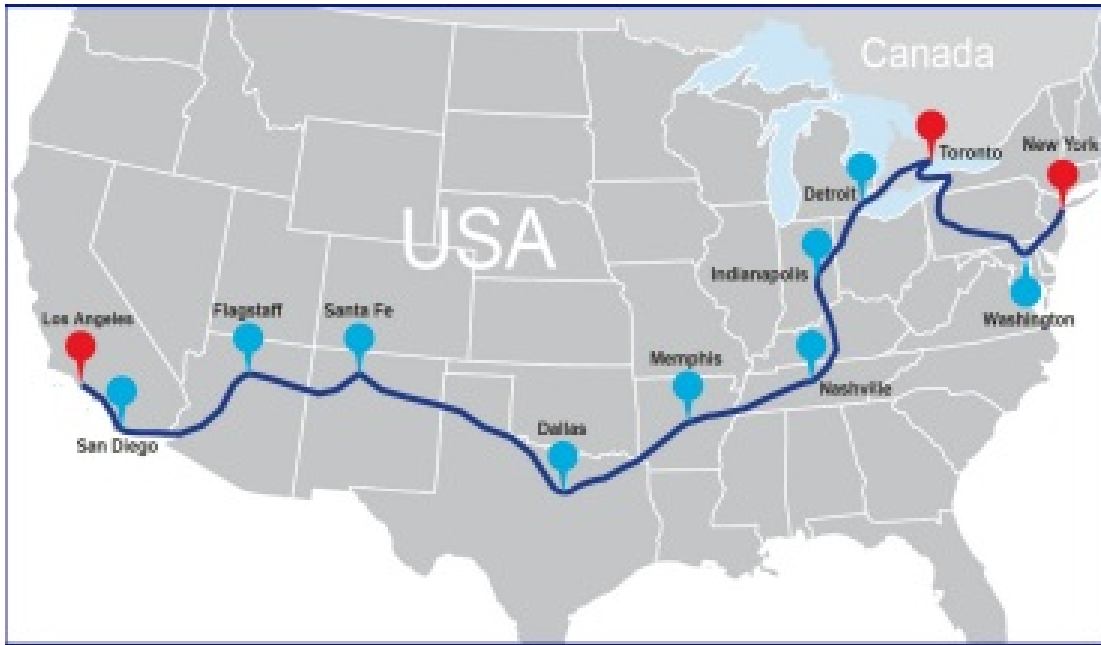 Canada
New York
Toronto
Detroit
USA
Indianapolis
Flagstaff
Santa Fe
Los Angeles
Washington
Memphis
Nashville
Dallas
San Diego